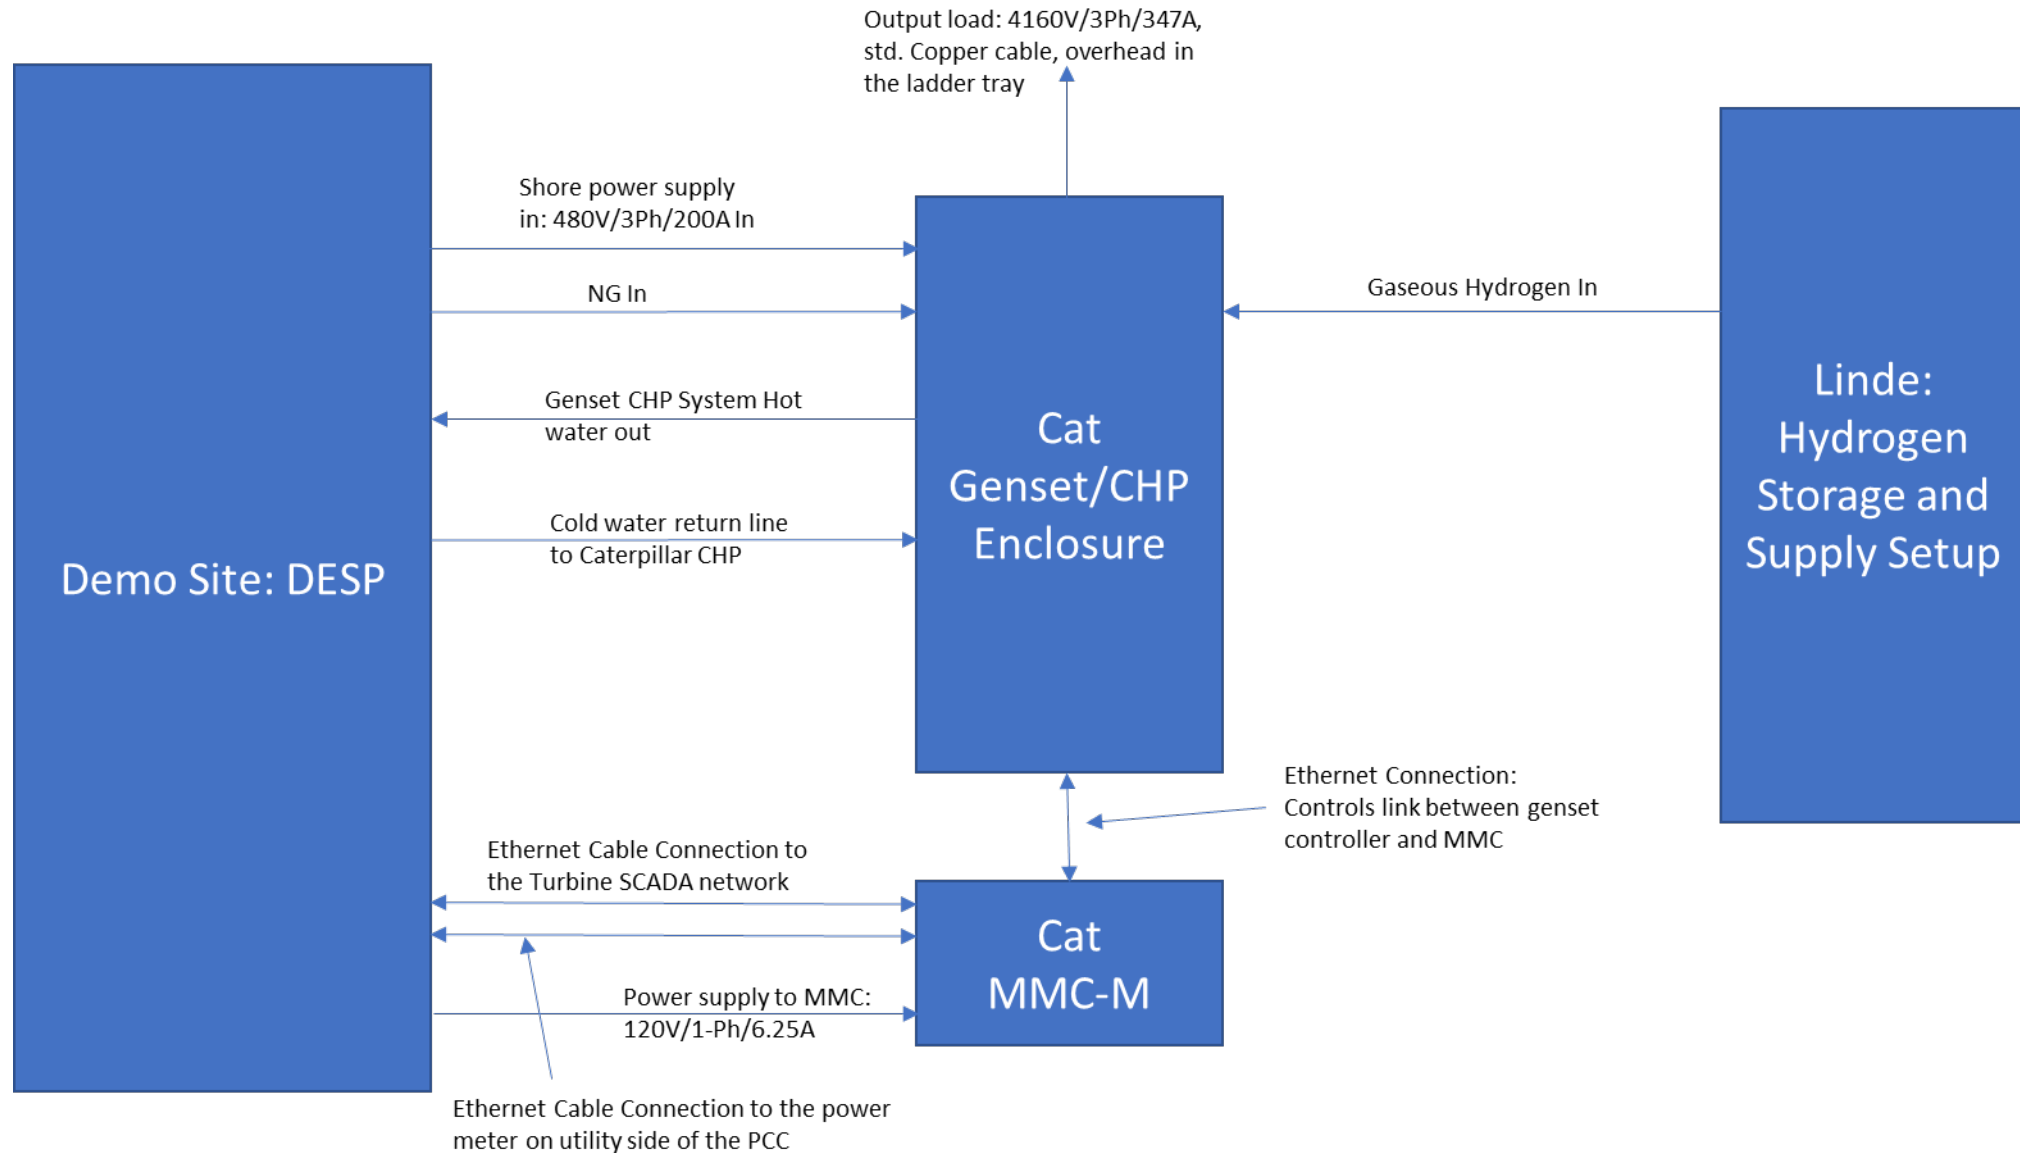 Output load: 4160V/3Ph/347A,
std. Copper cable, overhead in
the ladder tray
Shore power supply
in: 480V/3Ph/200A In
NG In
Gaseous Hydrogen In
Genset CHP System Hot
water out
Cold water return line
to Caterpillar CHP
Demo Site: DESP
Cat
Genset/CHP
Enclosure
Linde:
Hydrogen
Storage and
Supply Setup
Ethernet Connection:
Controls link between genset
controller and MMC
Ethernet Cable Connection to
the Turbine SCADA network
Cat
MMC-M
Power supply to MMC:
120V/1-Ph/6.25A
Ethernet Cable Connection to the power
meter on utility side of the PCC